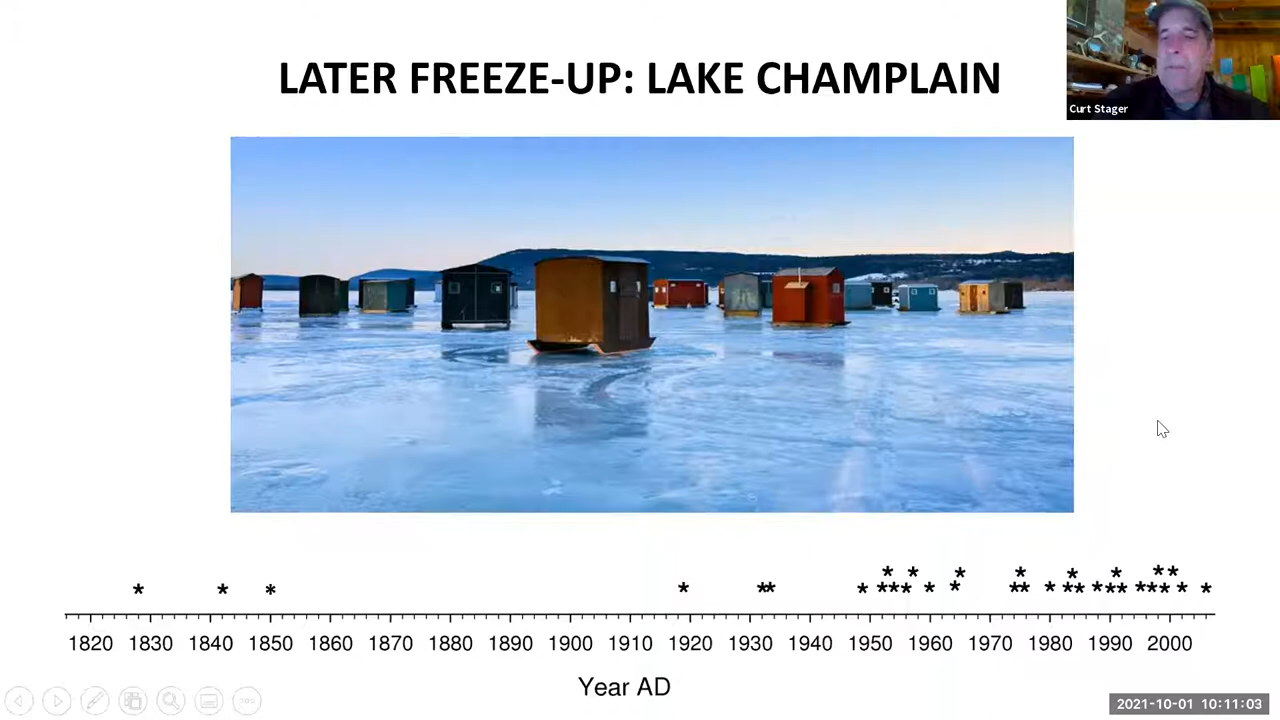 LATER FREEZE-UP: LAKE CHAMPLAIN
Curt Stager
1820 1830 1840 1850 1860 1870 1880 1890 1900 1910 1920 1930 1940 1950 1960 1970 1980 1990 2000
Year AD
2021-10-01 10:11:03